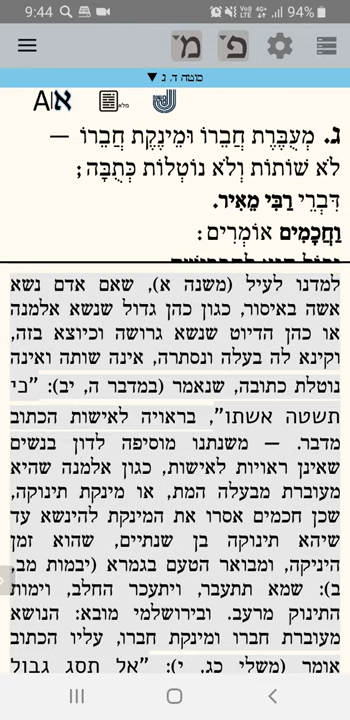 9:44
94%
מ
פ
סוטה ד, ג ▼
Aא
מלא
ג. מְעֻבֶּרֶת חֲבֵרוֹ וּמֵינֶקֶת חֲבֵרוֹ —
לֹא שׁוֹתוֹת וְלֹא נוֹטְלוֹת כְּתֻבָּה;
דִּבְרֵי רַבִּי מֵאִיר.
וַחֲכָמִים אוֹמְרִים:
למדנו לעיל (משנה א), שאם אדם נשא
אשה באיסור, כגון כהן גדול שנשא אלמנה
או כהן הדיוט שנשא גרושה וכיוצא בזה,
וקינא לה בעלה ונסתרה, אינה שותה ואינה
נוטלת כתובה, שנאמר (במדבר ה, יב): ״כי
תשטה אשתו״, בראויה לאישות הכתוב
מדבר. — משנתנו מוסיפה לדון בנשים
שאינן ראויות לאישות, כגון אלמנה שהיא
מעוברת מבעלה המת, או מינקת תינוקה,
שכן חכמים אסרו את המינקת להינשא עד
שיהא תינוקה בן שנתיים, שהוא זמן
היניקה, ומבואר הטעם בגמרא (יבמות מב,
ב): שמא תתעבר, ויתעכר החלב, וימות
התינוק מרעב. ובירושלמי מובא: הנושא
מעוברת חברו ומינקת חברו, עליו הכתוב
אומר (משלי כג, י): ״אל תסג גבול